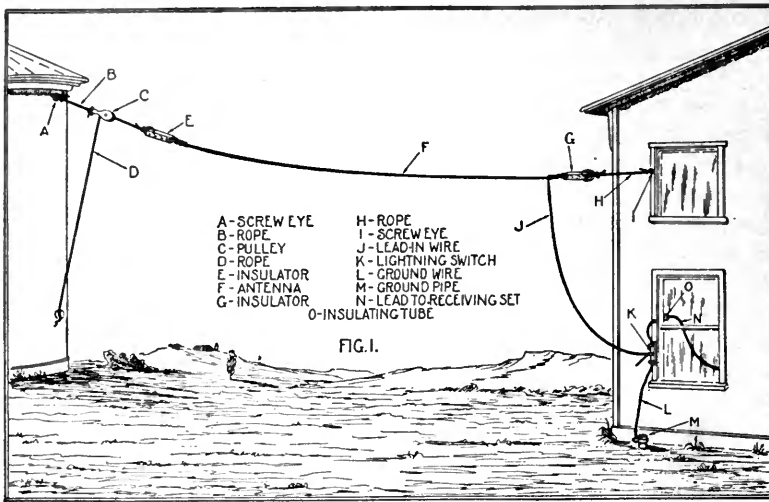 B
C
A
E
D
F
G
H
I
J
A-SCREW EYE
B-ROPE
C-PULLEY
D-ROPE
E-INSULATOR
F-ANTENNA
G-INSULATOR
H-ROPE
I-SCREW EYE
J-LEAD-IN WIRE
K-LIGHTNING SWITCH
L-GROUND WIRE
M-GROUND PIPE
N-LEAD TO RECEIVING SET
O-INSULATING TUBE
FIG.1.
O
N
K
L
M